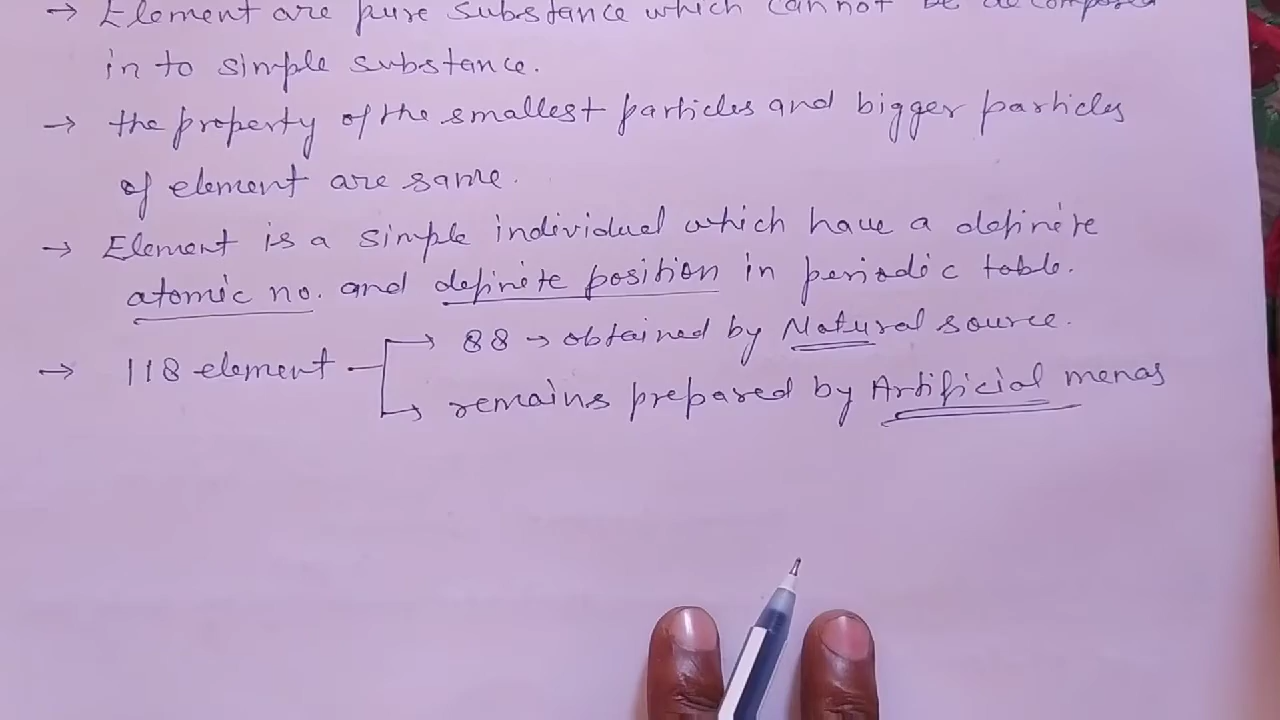 → Element are pure substance which cannot be decomposed
in to simple substance.
→ the property of the smallest particles and bigger particles
of element are same.
→ Element is a simple individual which have a definite
atomic no. and definite position in periodic table.
→ 118 element → 88 → obtained by Natural source.
→ remains prepared by Artificial menas